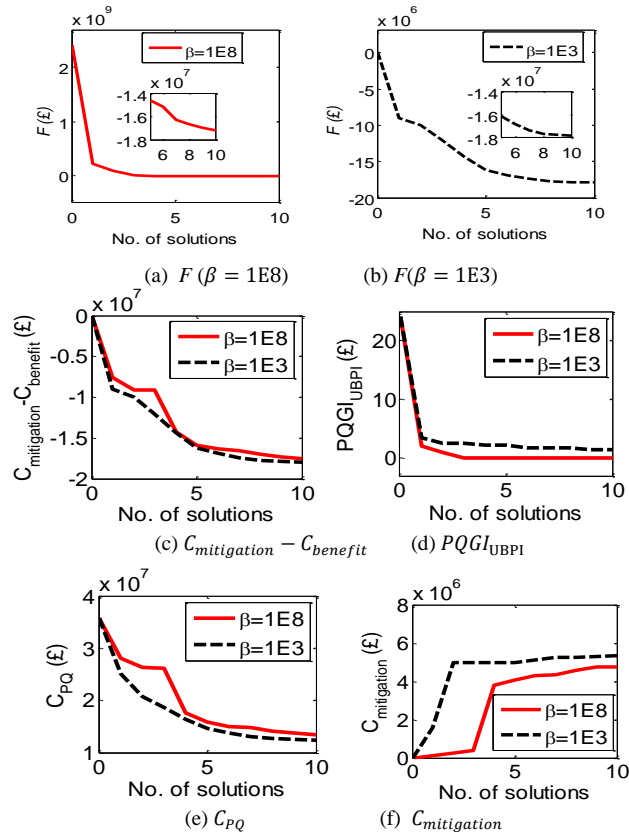 x 10^9
β=1E8
x 10^7
-1.4
-1.6
-1.8
6 8 10
2
1
0
F (£)
0 5 10
No. of solutions
(a) F (β = 1E8)
x 10^6
β=1E3
x 10^7
-1.4
-1.6
-1.8
6 8 10
0
-5
-10
-15
-20
F (£)
0 5 10
No. of solutions
(b) F(β = 1E3)
x 10^7
β=1E8
β=1E3
0
-0.5
-1
-1.5
-2
C_mitigation-C_benefit (£)
0 5 10
No. of solutions
(c) C_mitigation − C_benefit
β=1E8
β=1E3
20
10
0
PQGI_UBPI (£)
0 5 10
No. of solutions
(d) PQGI_UBPI
x 10^7
β=1E8
β=1E3
4
3
2
1
C_PQ (£)
0 5 10
No. of solutions
(e) C_PQ
x 10^6
8
6
4
2
0
β=1E8
β=1E3
C_mitigation (£)
0 5 10
No. of solutions
(f) C_mitigation